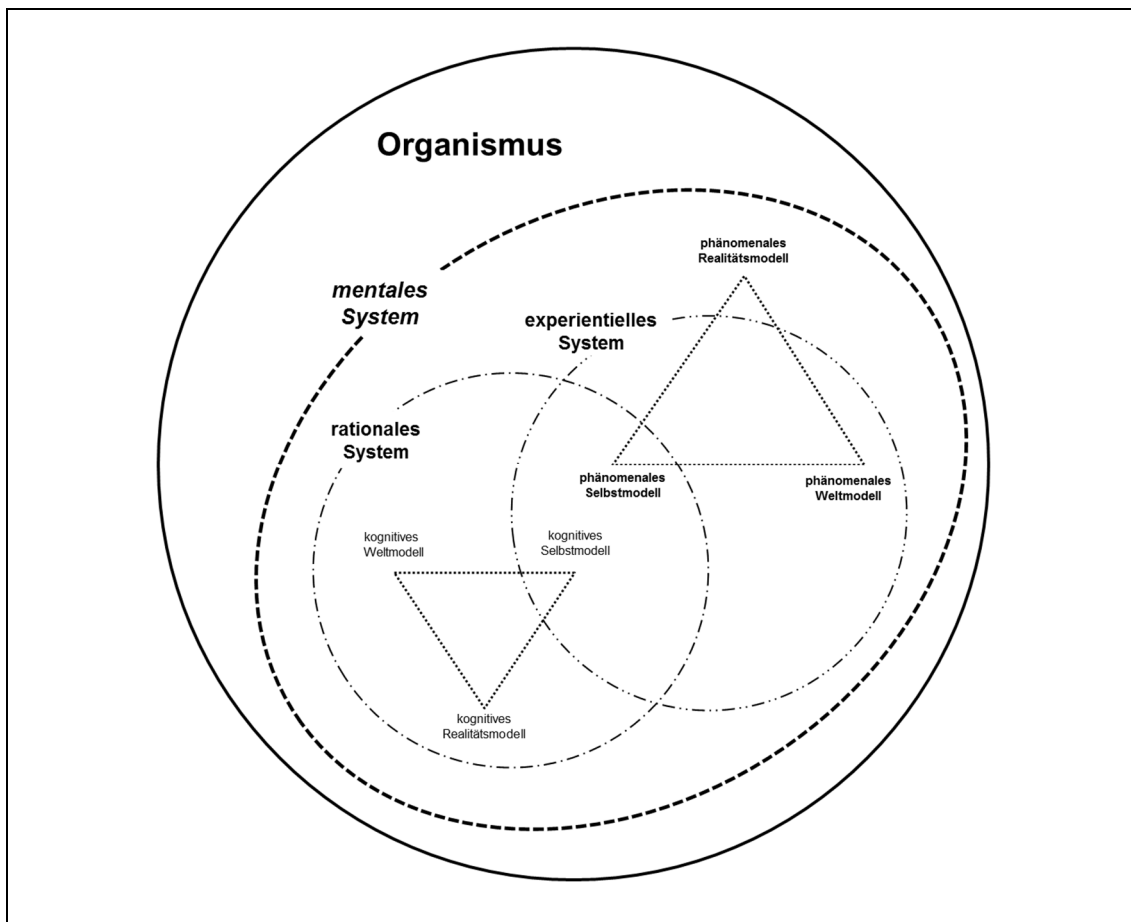 Organismus
phänomenales
Realitätsmodell
mentales
System
experientielles
System
rationales
System
phänomenales
Selbstmodell
phänomenales
Weltmodell
kognitives
Weltmodell
kognitives
Selbstmodell
kognitives
Realitätsmodell